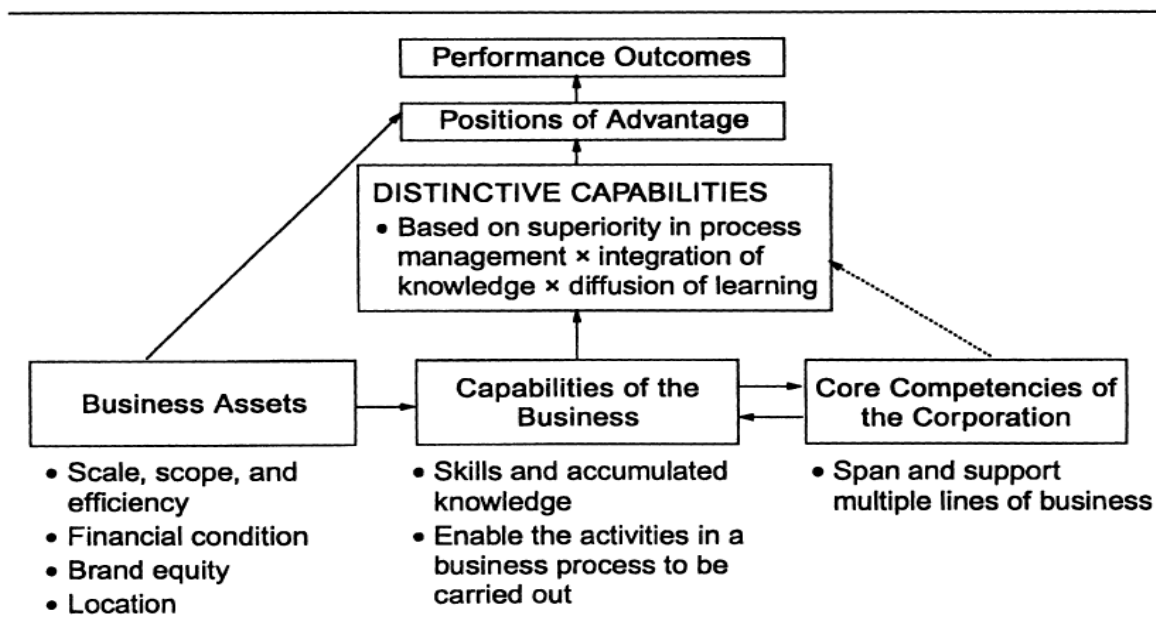 Performance Outcomes
Positions of Advantage
DISTINCTIVE CAPABILITIES
• Based on superiority in process
management × integration of
knowledge × diffusion of learning
Business Assets
Capabilities of the
Business
Core Competencies of
the Corporation
• Scale, scope, and
efficiency
• Financial condition
• Brand equity
• Location
• Skills and accumulated
knowledge
• Enable the activities in a
business process to be
carried out
• Span and support
multiple lines of business